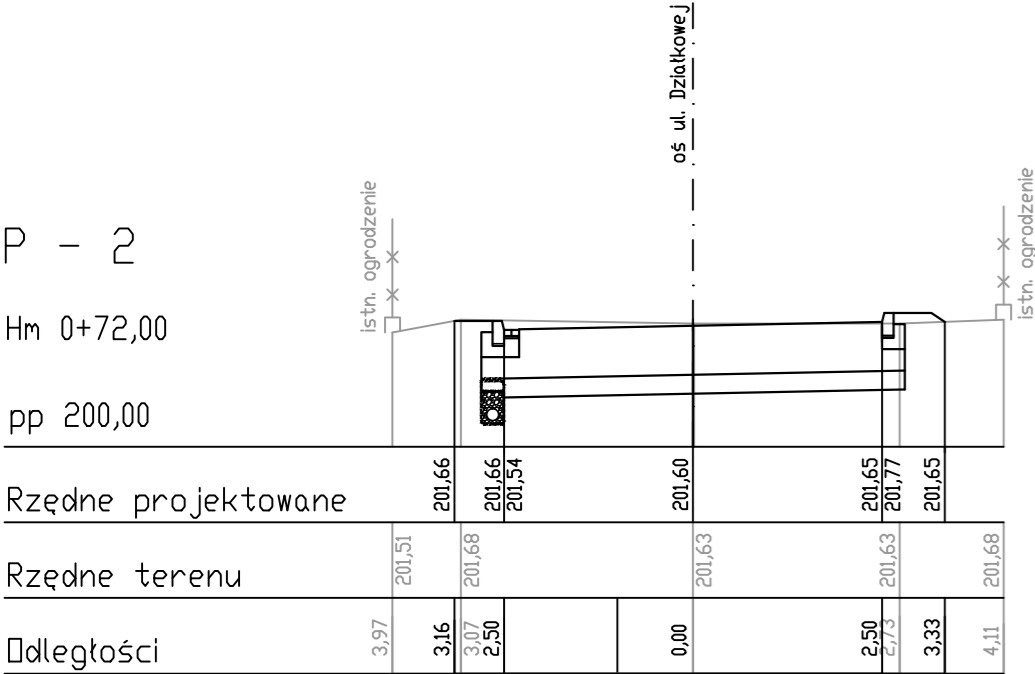 oś ul. Działkowej
istn. ogrodzenie
istn. ogrodzenie
P - 2
Hm 0+72,00
pp 200,00
Rzędne projektowane 201,66 201,66 201,54 201,60 201,65 201,77 201,65
Rzędne terenu 201,51 201,68 201,63 201,63 201,68
Odległości 3,97 3,16 3,07 2,50 0,00 2,50 2,73 3,33 4,11